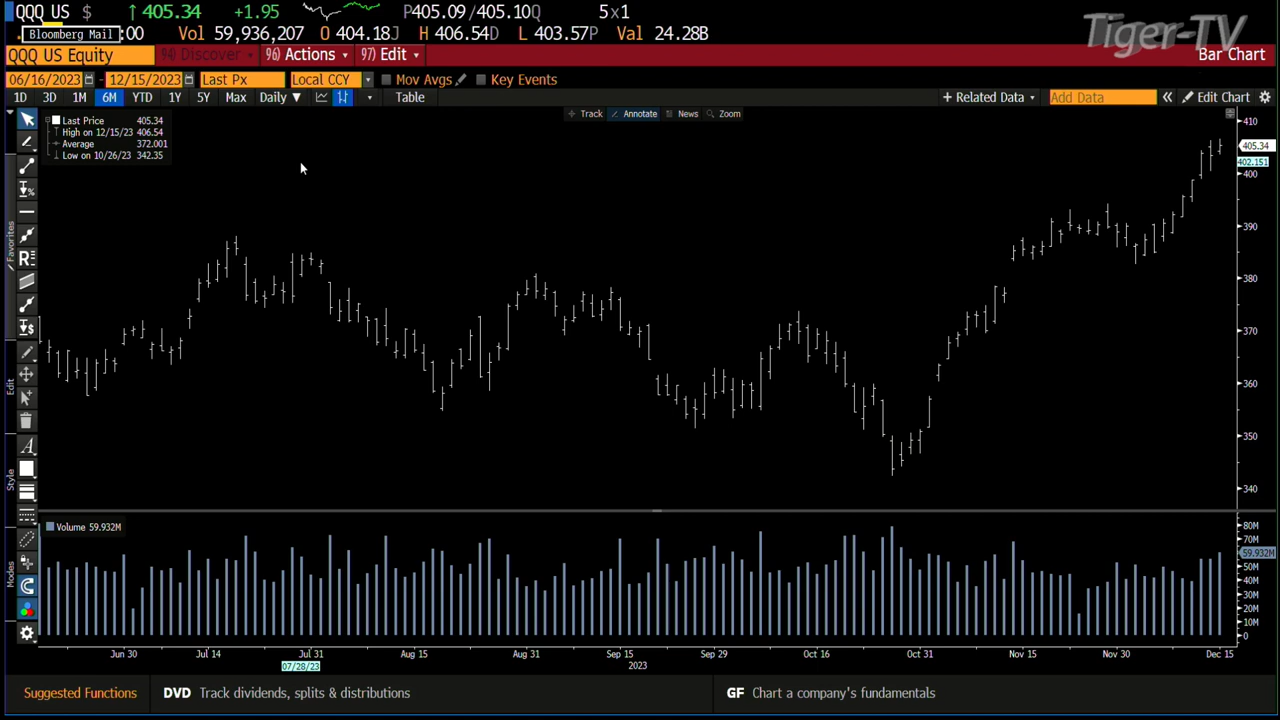 QQQ US $ ↑ 405.34 +1.95 P405.09/405.10Q 5x1
Bloomberg Mail :00 Vol 59,936,207 O 404.18J H 406.54D L 403.57P Val 24.28B
Tiger-TV
QQQ US Equity 94) Discover 96) Actions 97) Edit Bar Chart
06/16/2023 - 12/15/2023 Last Px Local CCY Mov Avgs Key Events
1D 3D 1M 6M YTD 1Y 5Y Max Daily ▼ Table + Related Data Add Data « Edit Chart
Track Annotate News Zoom
Last Price 405.34
High on 12/15/23 406.54
Average 372.001
Low on 10/26/23 342.35
410
405.34
402.151
400
390
380
370
360
350
340
Favorites
Edit
Style
Modes
Volume 59.932M
80M
70M
59.932M
50M
40M
30M
20M
10M
0
Jun 30 Jul 14 Jul 31 Aug 15 Aug 31 Sep 15 Sep 29 Oct 16 Oct 31 Nov 15 Nov 30 Dec 15
07/28/23 2023
Suggested Functions DVD Track dividends, splits & distributions GF Chart a company's fundamentals